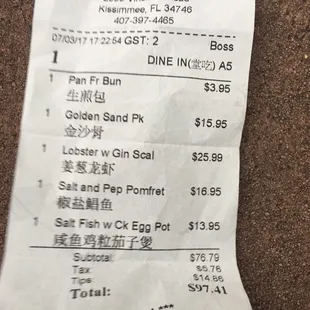 Kissimmee, FL 34746
407-397-4465
07/03/17 17:22:54 GST: 2 Boss
1 DINE IN(堂吃) A5
1 Pan Fr Bun $3.95
生煎包
1 Golden Sand Pk $15.95
金沙骨
1 Lobster w Gin Scal $25.99
姜葱龙虾
1 Salt and Pep Pomfret $16.95
椒盐鲳鱼
1 Salt Fish w Ck Egg Pot $13.95
咸鱼鸡粒茄子煲
Subtotal: $76.79
Tax $5.76
Tips $14.86
Total: $97.41
***